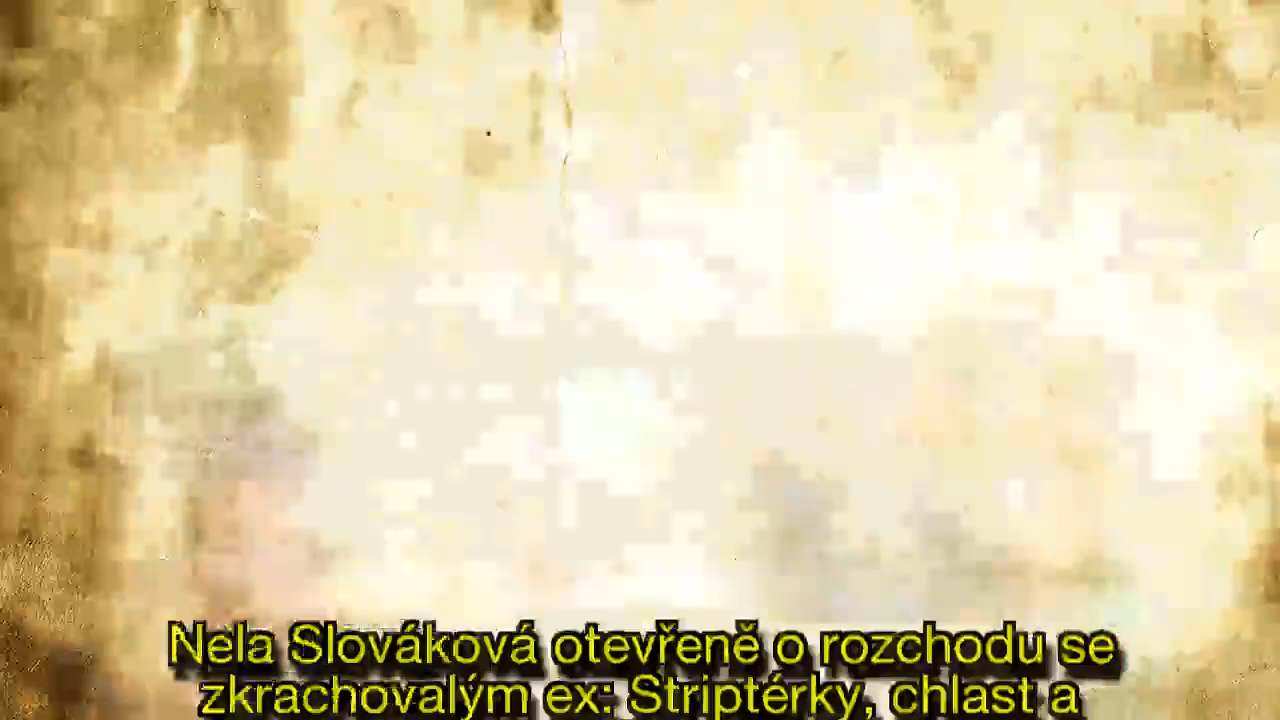 Nela Slováková otevřeně o rozchodu se
zkrachovalým ex: Striptérky, chlast a